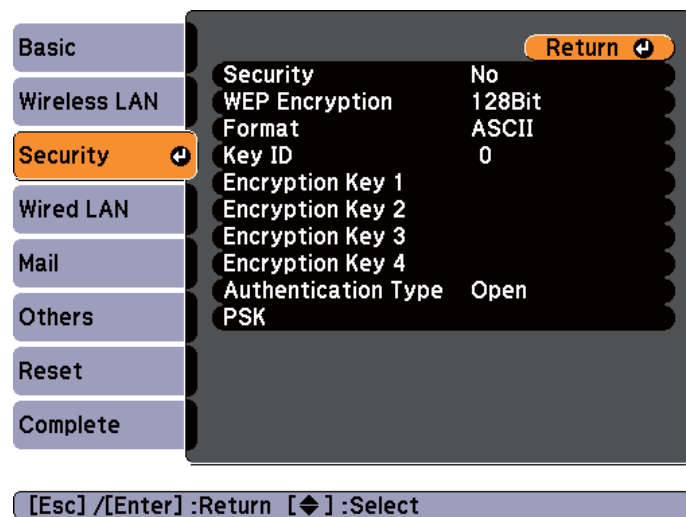 Basic
Wireless LAN
Security
Wired LAN
Mail
Others
Reset
Complete
Return
Security No
WEP Encryption 128Bit
Format ASCII
Key ID 0
Encryption Key 1
Encryption Key 2
Encryption Key 3
Encryption Key 4
Authentication Type Open
PSK
[Esc] /[Enter] :Return [◆] :Select